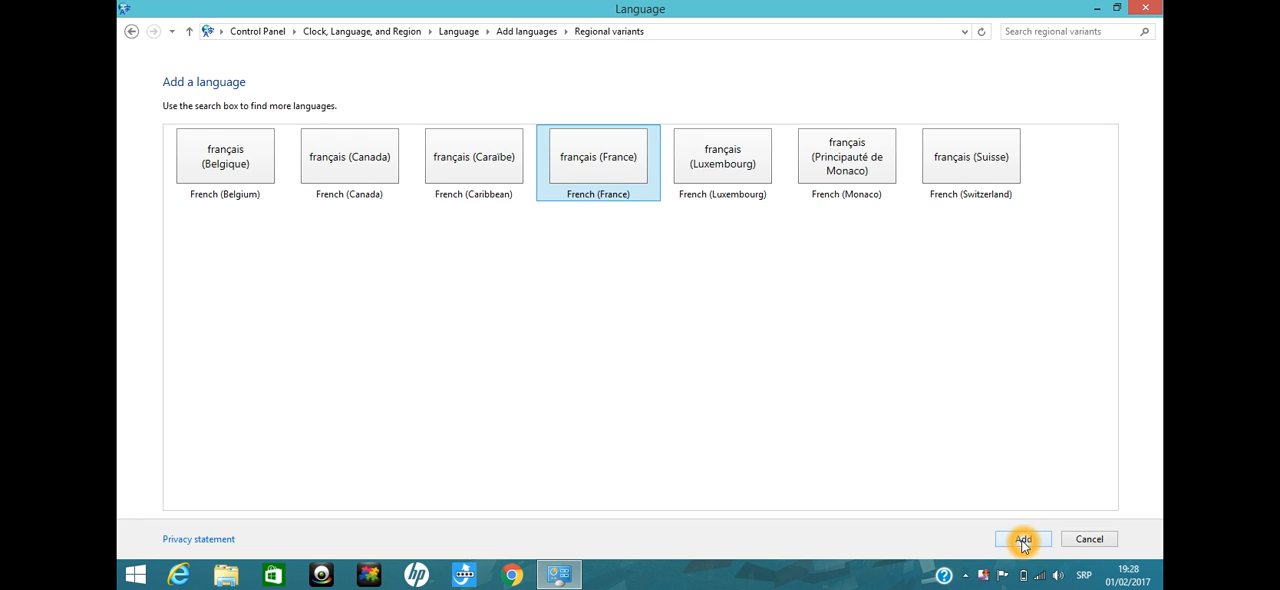 Language
Control Panel Clock, Language, and Region Language Add languages Regional variants
Search regional variants
Add a language
Use the search box to find more languages.
français (Belgique)
French (Belgium)
français (Canada)
French (Canada)
français (Caraïbe)
French (Caribbean)
français (France)
French (France)
français (Luxembourg)
French (Luxembourg)
français (Principauté de Monaco)
French (Monaco)
français (Suisse)
French (Switzerland)
Privacy statement
Add
Cancel
hp
SRP
19:28
01/02/2017